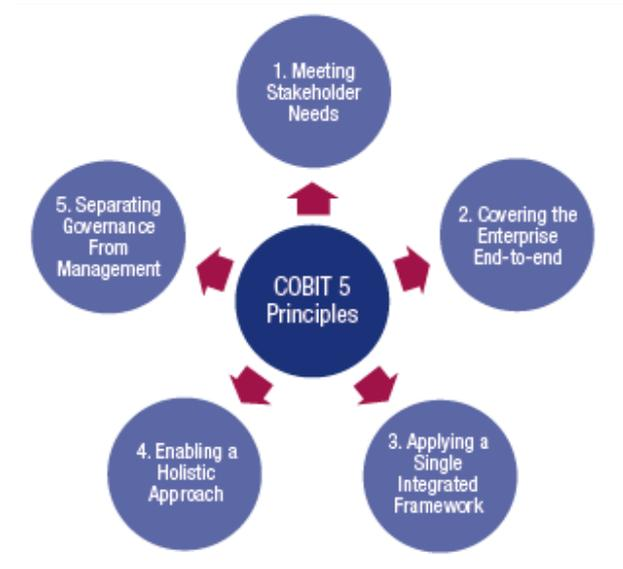 1. Meeting
Stakeholder
Needs
2. Covering the
Enterprise
End-to-end
3. Applying a
Single
Integrated
Framework
4. Enabling a
Holistic
Approach
5. Separating
Governance
From
Management
COBIT 5
Principles